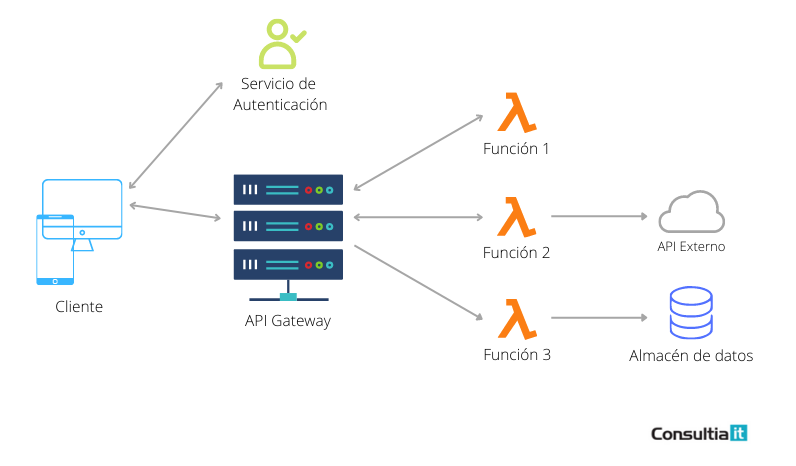 Servicio de
Autenticación
Función 1
Función 2
API Externo
Cliente
API Gateway
Función 3
Almacén de datos
Consultia it